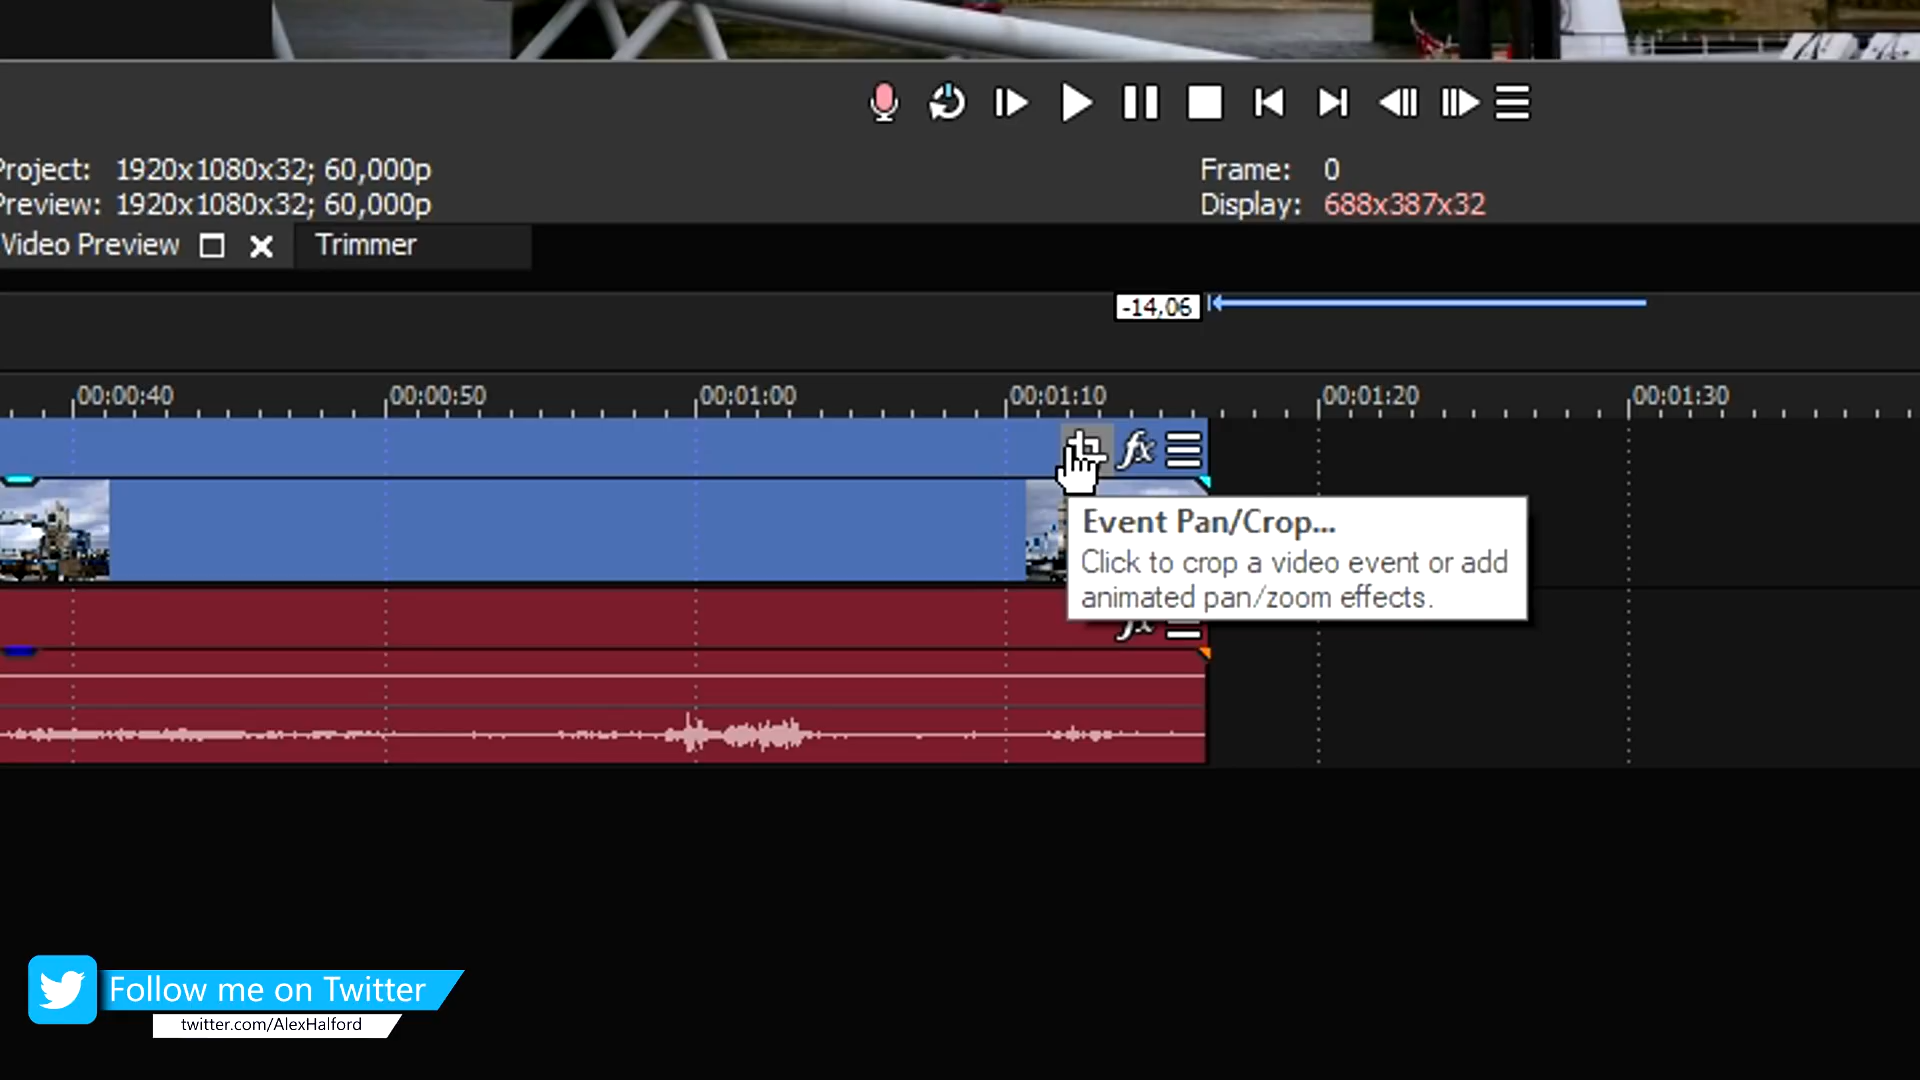 Project: 1920x1080x32; 60,000p
Frame: 0
Preview: 1920x1080x32; 60,000p
Display: 688x387x32
Video Preview
Trimmer
-14,06
00:00:40 00:00:50 00:01:00 00:01:10 00:01:20 00:01:30
fx
Event Pan/Crop...
Click to crop a video event or add
animated pan/zoom effects.
fx
Follow me on Twitter
twitter.com/AlexHalford